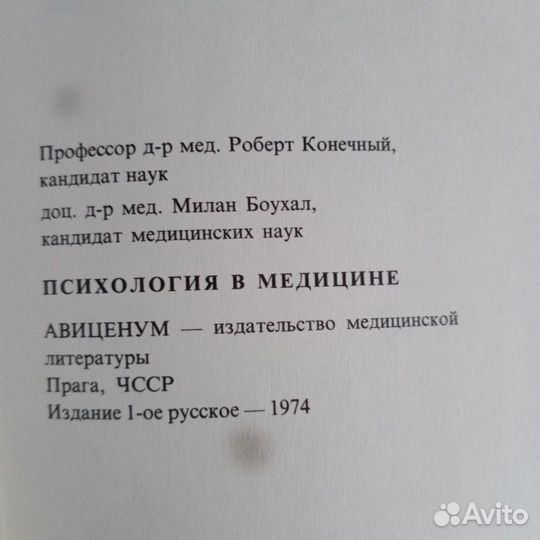 Профессор д-р мед. Роберт Конечный,
кандидат наук
доц. д-р мед. Милан Боухал,
кандидат медицинских наук
ПСИХОЛОГИЯ В МЕДИЦИНЕ
АВИЦЕНУМ — издательство медицинской
литературы
Прага, ЧССР
Издание 1-ое русское — 1974
Avito